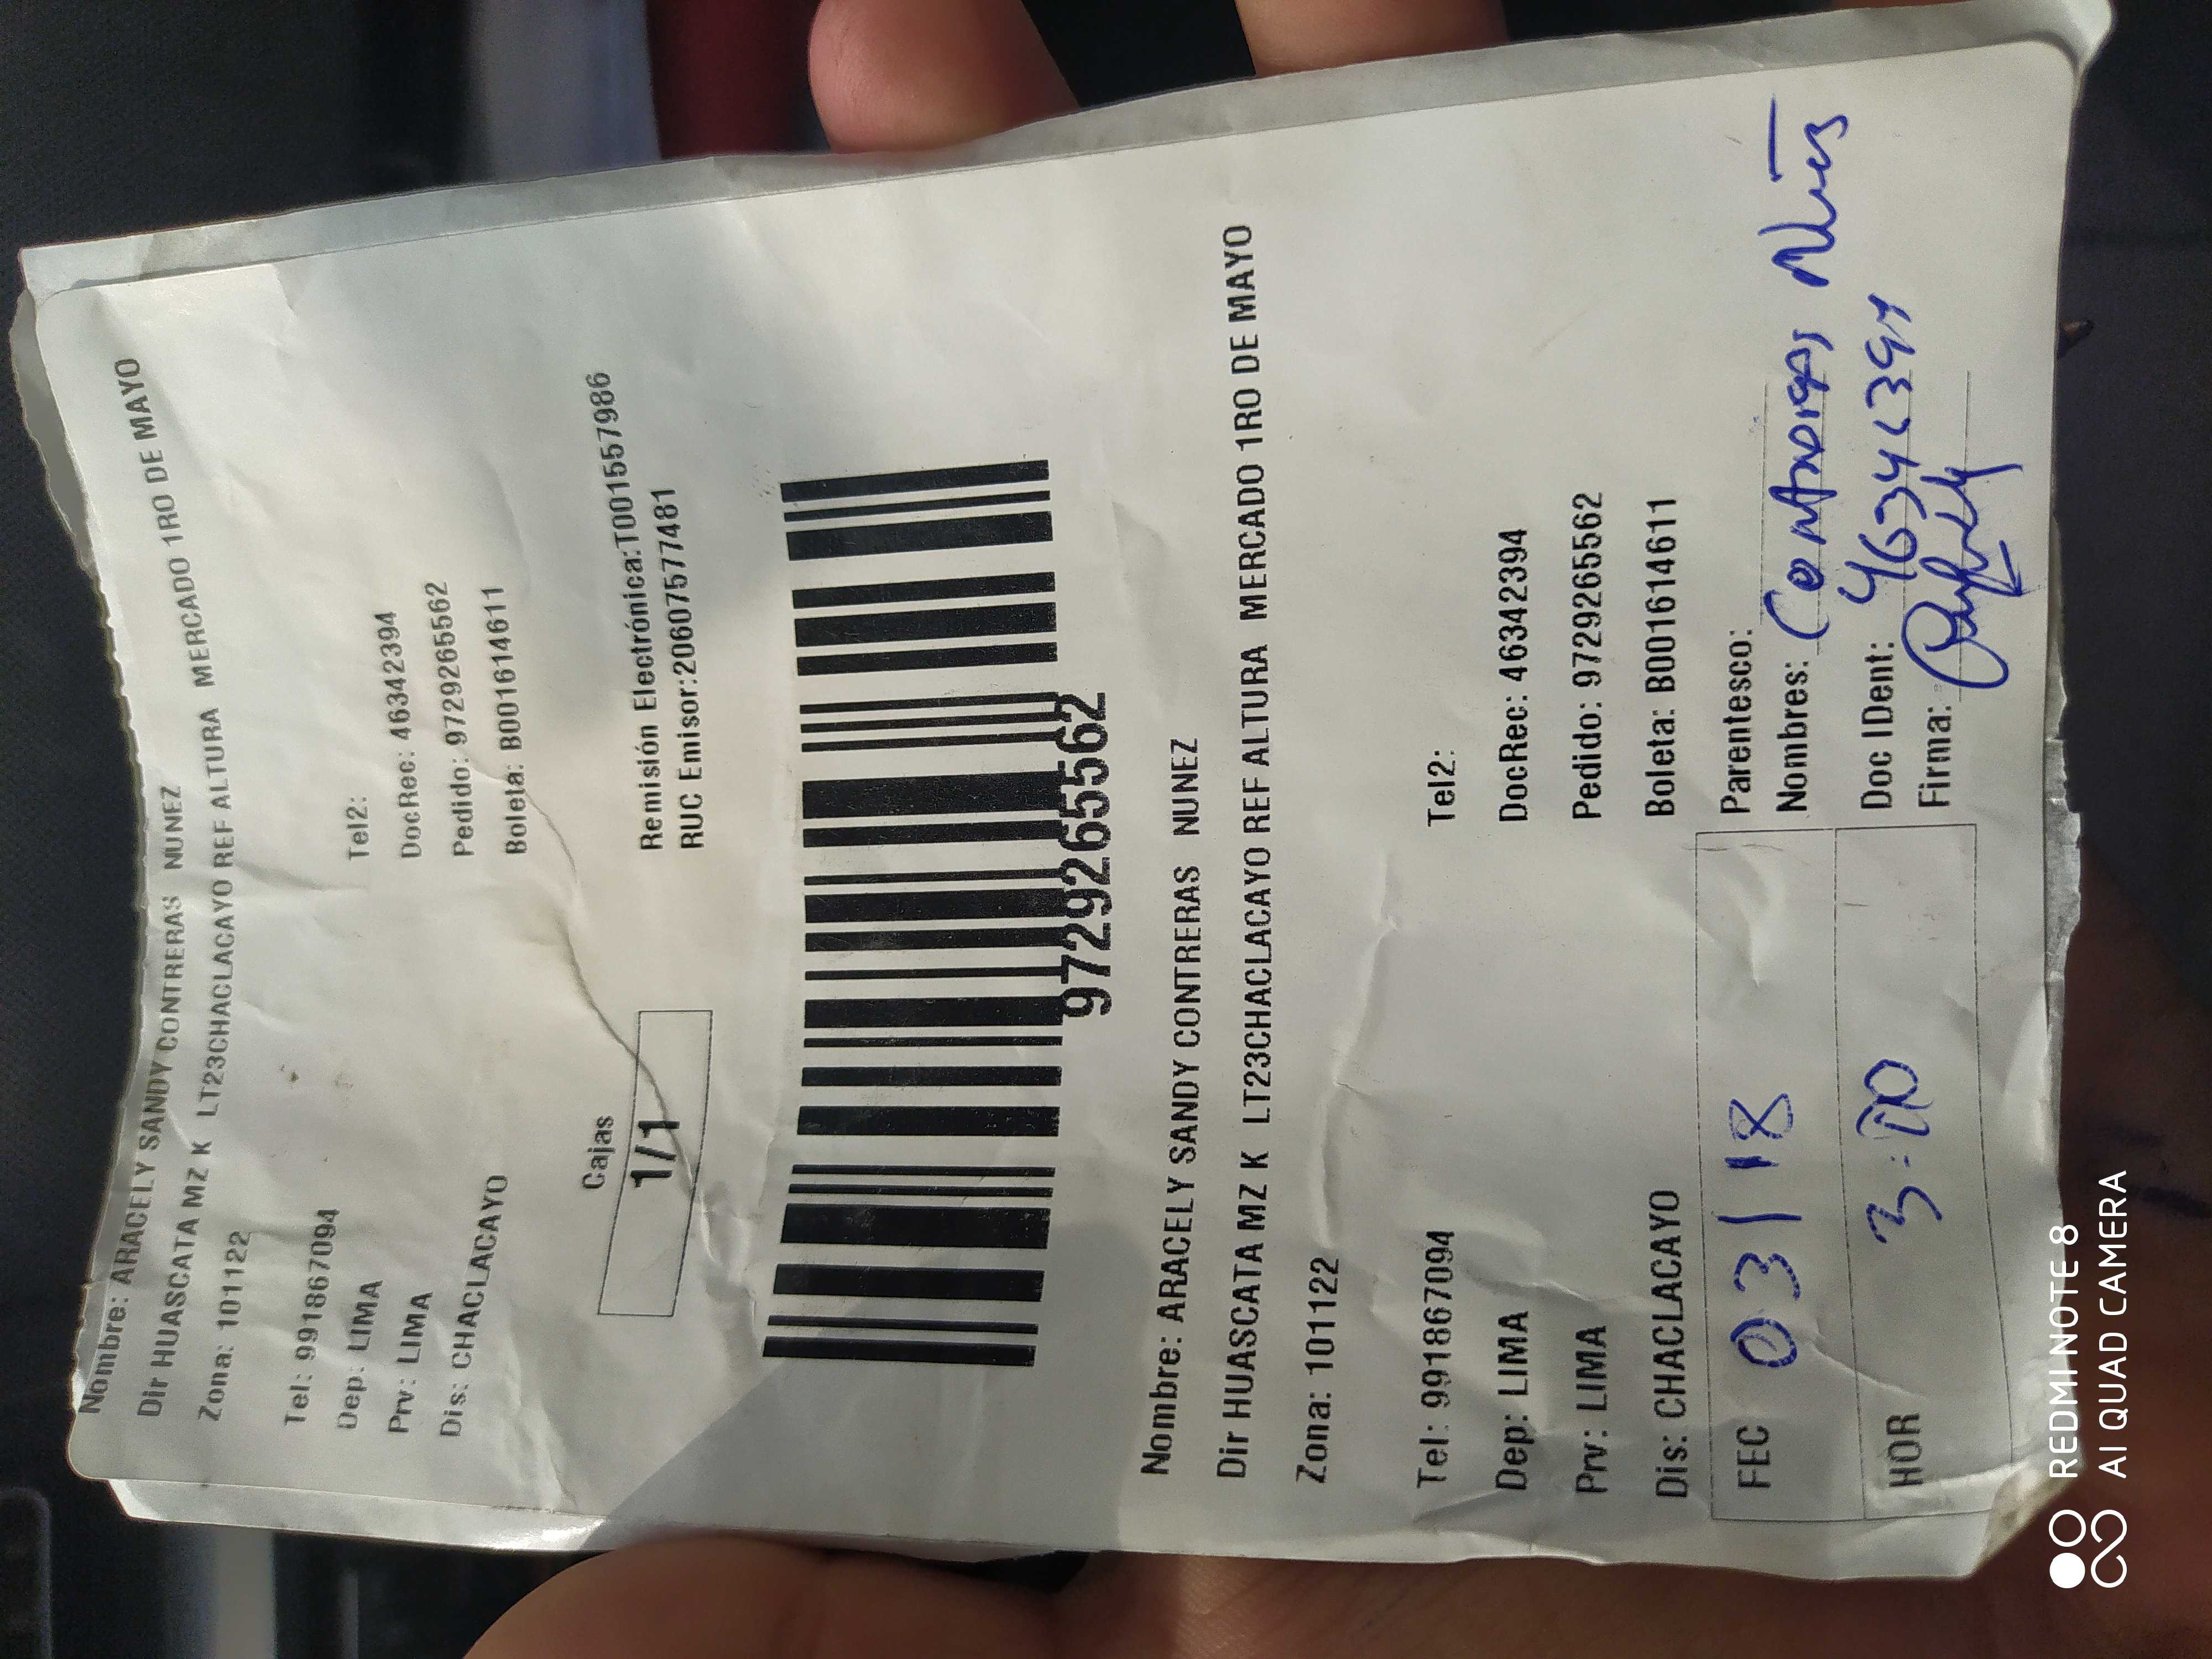 Nombre: ARACELY SANDY CONTRERAS NUNEZ
Dir HUASCATA MZ K LT23CHACLACAYO REF ALTURA MERCADO 1RO DE MAYO
Zona: 101122
Tel: 991867094 Tel2:
Dep: LIMA DocRec: 46342394
Prv: LIMA Pedido: 9729265562
Dis: CHACLACAYO Boleta: B001614611
Cajas
1/1
Remisión Electrónica:T001557986
RUC Emisor:20607577481
9729265562
Nombre: ARACELY SANDY CONTRERAS NUNEZ
Dir HUASCATA MZ K LT23CHACLACAYO REF ALTURA MERCADO 1RO DE MAYO
Zona: 101122
Tel: 991867094 Tel2:
Dep: LIMA DocRec: 46342394
Prv: LIMA Pedido: 9729265562
Dis: CHACLACAYO Boleta: B001614611
FEC 03/18 Parentesco:
Nombres: Contreras
HOR Doc IDent: 46342394
Firma:
REDMI NOTE 8
AI QUAD CAMERA